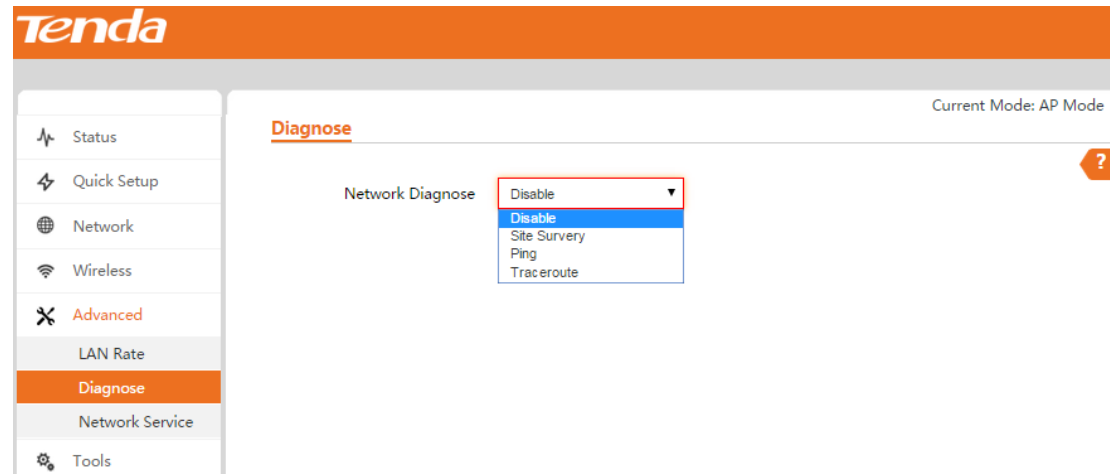 Tenda
Current Mode: AP Mode
Diagnose
?
Status
Quick Setup
Network
Wireless
Advanced
LAN Rate
Diagnose
Network Service
Tools
Network Diagnose
Disable
Disable
Site Survery
Ping
Traceroute